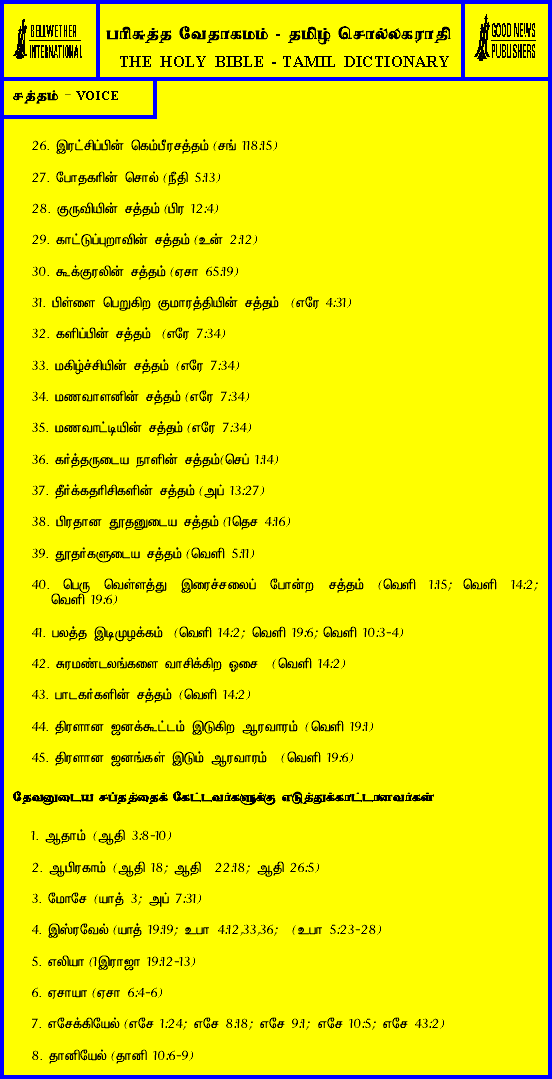 BELLWETHER
INTERNATIONAL
பரிசுத்த வேதாகமம் - தமிழ் சொல்லகராதி
THE HOLY BIBLE - TAMIL DICTIONARY
GOOD NEWS
PUBLISHERS
சத்தம் - VOICE
26. இரட்சிப்பின் கெம்பீரசத்தம் (சங் 118:15)
27. போதகரின் சொல் (நீதி 5:13)
28. குருவியின் சத்தம் (பிர 12:4)
29. காட்டுப்புறாவின் சத்தம் (உன் 2:12)
30. கூக்குரலின் சத்தம் (ஏசா 65:19)
31. பிள்ளை பெறுகிற குமாரத்தியின் சத்தம் (எரே 4:31)
32. களிப்பின் சத்தம் (எரே 7:34)
33. மகிழ்ச்சியின் சத்தம் (எரே 7:34)
34. மணவாளனின் சத்தம் (எரே 7:34)
35. மணவாட்டியின் சத்தம் (எரே 7:34)
36. கர்த்தருடைய நாளின் சத்தம்(செப் 1:14)
37. தீர்க்கதரிசிகளின் சத்தம் (அப் 13:27)
38. பிரதான தூதனுடைய சத்தம் (1தெச 4:16)
39. தூதர்களுடைய சத்தம் (வெளி 5:11)
40. பெரு வெள்ளத்து இரைச்சலைப் போன்ற சத்தம் (வெளி 1:15; வெளி 14:2;
வெளி 19:6)
41. பலத்த இடிமுழக்கம் (வெளி 14:2; வெளி 19:6; வெளி 10:3-4)
42. சுரமண்டலங்களை வாசிக்கிற ஓசை (வெளி 14:2)
43. பாடகர்களின் சத்தம் (வெளி 14:2)
44. திரளான ஜனக்கூட்டம் இடுகிற ஆரவாரம் (வெளி 19:1)
45. திரளான ஜனங்கள் இடும் ஆரவாரம் (வெளி 19:6)
தேவனுடைய சப்தத்தைக் கேட்டவர்களுக்கு எடுத்துக்காட்டானவர்கள்
1. ஆதாம் (ஆதி 3:8-10)
2. ஆபிரகாம் (ஆதி 18; ஆதி 22:18; ஆதி 26:5)
3. மோசே (யாத் 3; அப் 7:31)
4. இஸ்ரவேல் (யாத் 19:19; உபா 4:12,33,36; (உபா 5:23-28)
5. எலியா (1இராஜா 19:12-13)
6. ஏசாயா (ஏசா 6:4-6)
7. எசேக்கியேல் (எசே 1:24; எசே 8:18; எசே 9:1; எசே 10:5; எசே 43:2)
8. தானியேல் (தானி 10:6-9)